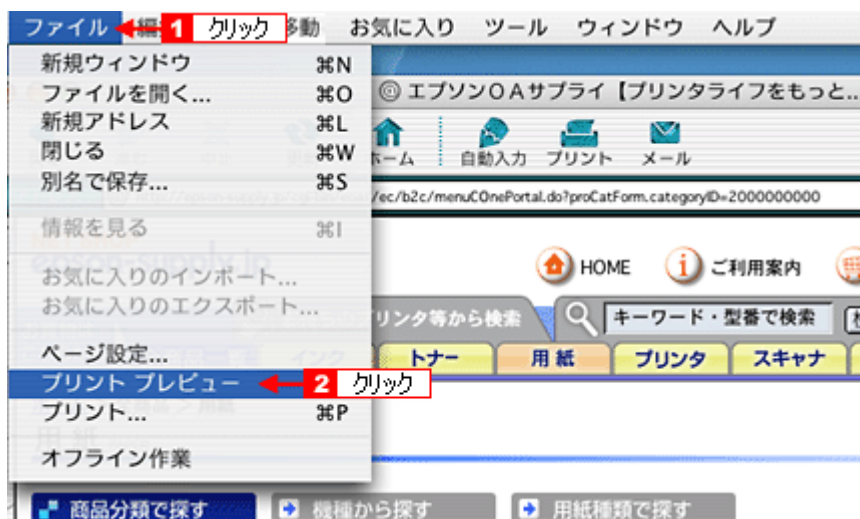 ファイル 1 クリック 移動 お気に入り ツール ウィンドウ ヘルプ
新規ウィンドウ ⌘N
ファイルを開く... ⌘O
@ エプソンOAサプライ【プリンタライフをもっと...
新規アドレス ⌘L
閉じる ⌘W
ホーム 自動入力 プリント メール
別名で保存... ⌘S
/ec/b2c/menuCOnePortal.do?proCatForm.categoryID=2000000000
情報を見る ⌘I
HOME ご利用案内
お気に入りのインポート...
お気に入りのエクスポート...
プリンタ等から検索 キーワード・型番で検索
ページ設定...
インク トナー 用紙 プリンタ スキャナ
プリント プレビュー 2 クリック
プリント... ⌘P
用紙
オフライン作業
商品分類で探す 機種から探す 用紙種類で探す